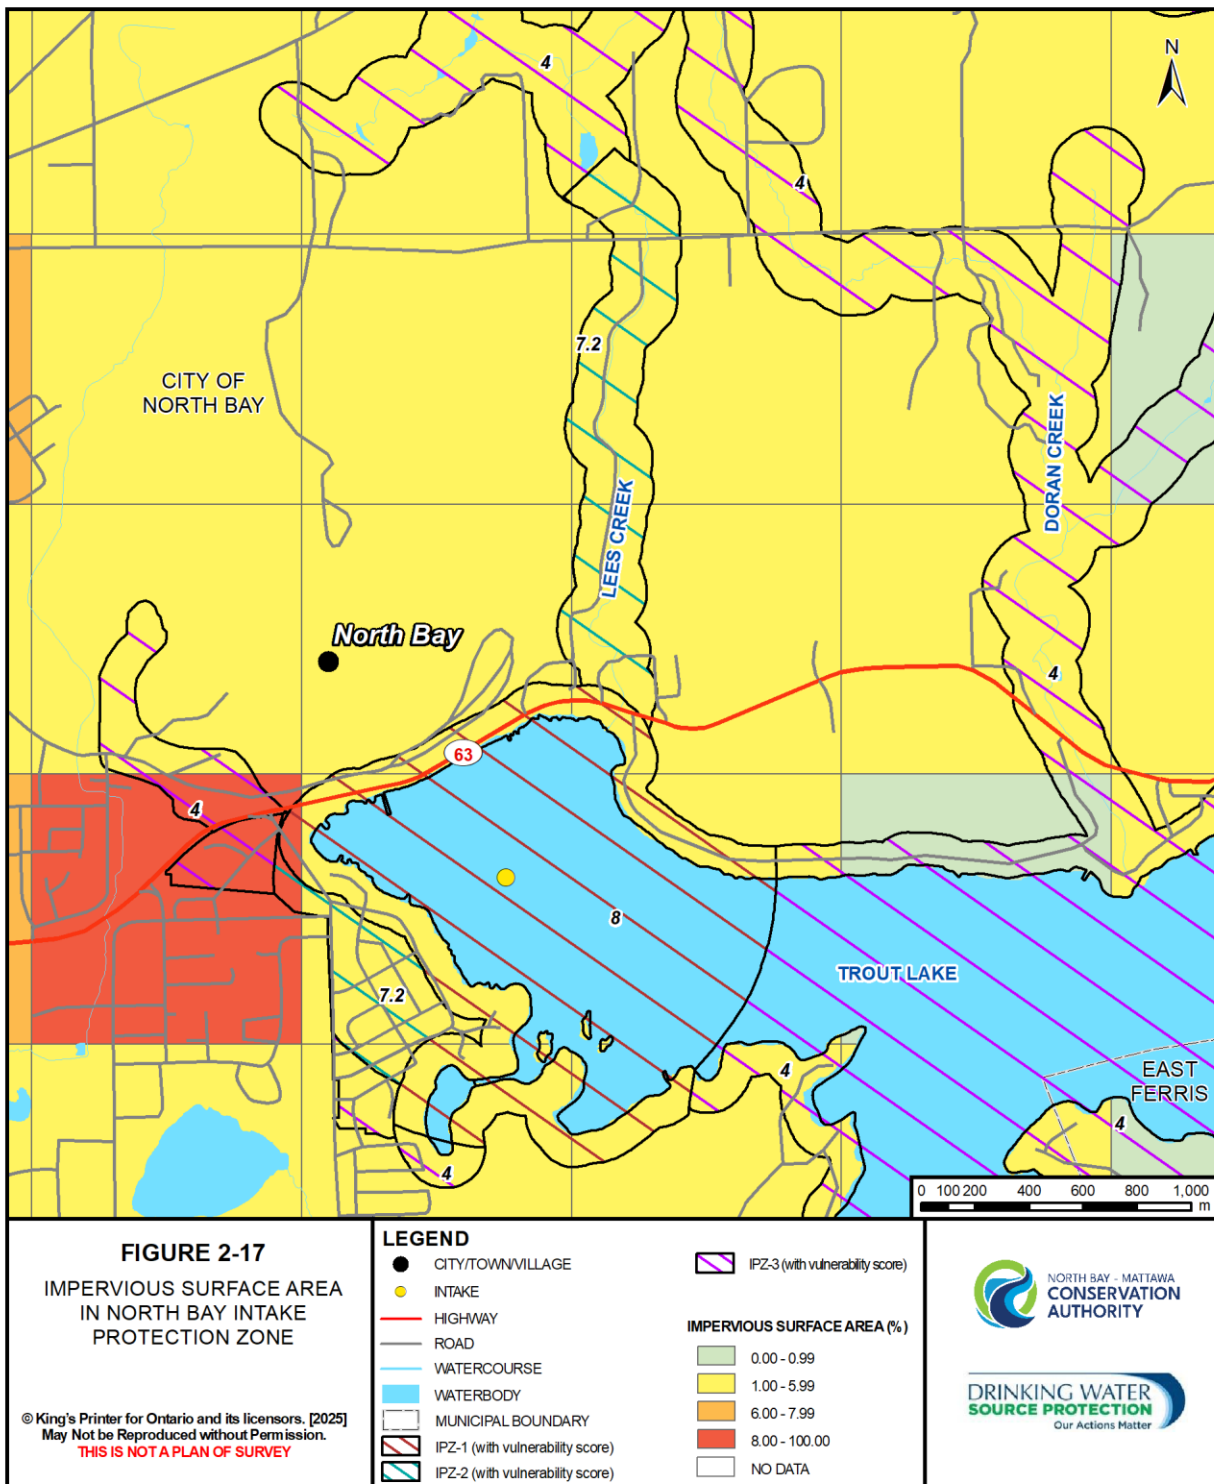 N
4
4
7.2
CITY OF
NORTH BAY
DORAN CREEK
LEES CREEK
North Bay
4
63
4
8
TROUT LAKE
7.2
EAST
FERRIS
4
4
4
0 100 200 400 600 800 1,000
m
FIGURE 2-17
IMPERVIOUS SURFACE AREA
IN NORTH BAY INTAKE
PROTECTION ZONE
© King's Printer for Ontario and its licensors. [2025]
May Not be Reproduced without Permission.
THIS IS NOT A PLAN OF SURVEY
LEGEND
CITY/TOWN/VILLAGE
INTAKE
HIGHWAY
ROAD
WATERCOURSE
WATERBODY
MUNICIPAL BOUNDARY
IPZ-1 (with vulnerability score)
IPZ-2 (with vulnerability score)
IPZ-3 (with vulnerability score)
IMPERVIOUS SURFACE AREA (%)
0.00 - 0.99
1.00 - 5.99
6.00 - 7.99
8.00 - 100.00
NO DATA
NORTH BAY - MATTAWA
CONSERVATION
AUTHORITY
DRINKING WATER
SOURCE PROTECTION
Our Actions Matter